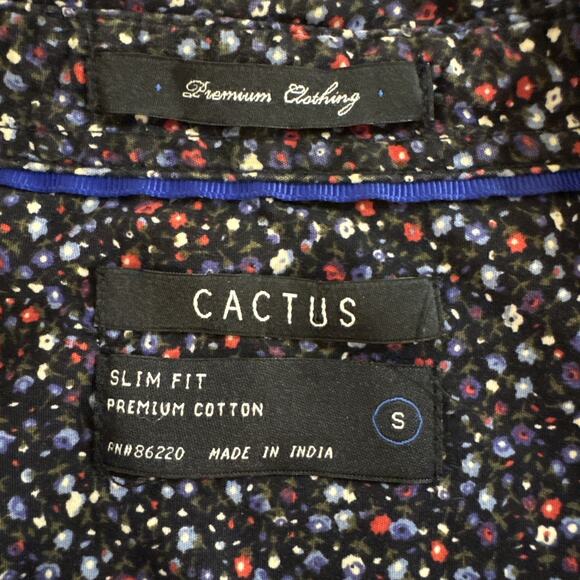 Premium Clothing
CACTUS
SLIM FIT
PREMIUM COTTON
S
RN#86220 MADE IN INDIA